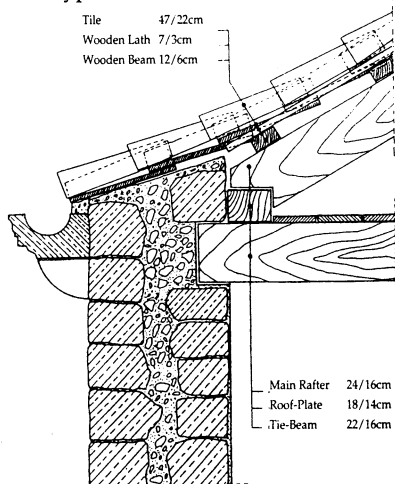 Tile 47/22cm
Wooden Lath 7/3cm
Wooden Beam 12/6cm
Main Rafter 24/16cm
Roof-Plate 18/14cm
Tie-Beam 22/16cm